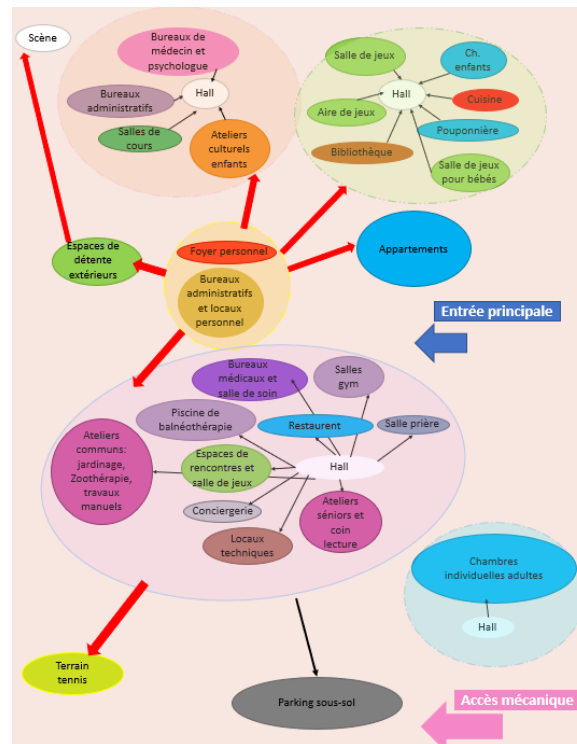 Scène
Bureaux de
médecin et
psychologue
Hall
Bureaux
administratifs
Salles de
cours
Ateliers
culturels
enfants
Salle de jeux
Ch.
enfants
Hall
Cuisine
Aire de jeux
Pouponnière
Bibliothèque
Salle de jeux
pour bébés
Espaces de
détente
extérieurs
Foyer personnel
Bureaux
administratifs
et locaux
personnel
Appartements
Entrée principale
Bureaux
médicaux et
salle de soin
Salles
gym
Piscine de
balnéothérapie
Restaurent
Salle prière
Ateliers
communs:
jardinage,
Zoothérapie,
travaux
manuels
Espaces de
rencontres et
salle de jeux
Hall
Conciergerie
Ateliers
séniors et
coin
lecture
Locaux
techniques
Chambres
individuelles adultes
Hall
Terrain
tennis
Parking sous-sol
Accès mécanique